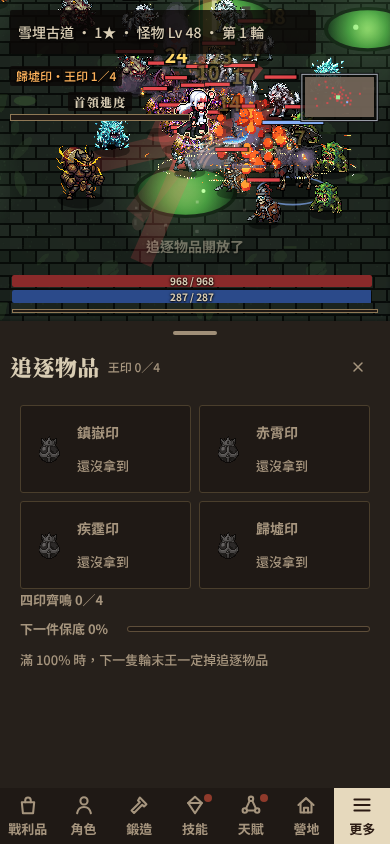 雪埋古道 · 1★ · 怪物 Lv 48 · 第 1 輪
24
歸墟印·王印 1／4
首領進度
追逐物品開放了
968 / 968
287 / 287
追逐物品 王印 0／4 ×
鎮嶽印
還沒拿到
赤霄印
還沒拿到
疾霆印
還沒拿到
歸墟印
還沒拿到
四印齊鳴 0／4
下一件保底 0%
滿 100% 時，下一隻輪末王一定掉追逐物品
戰利品 角色 鍛造 技能 天賦 營地 更多